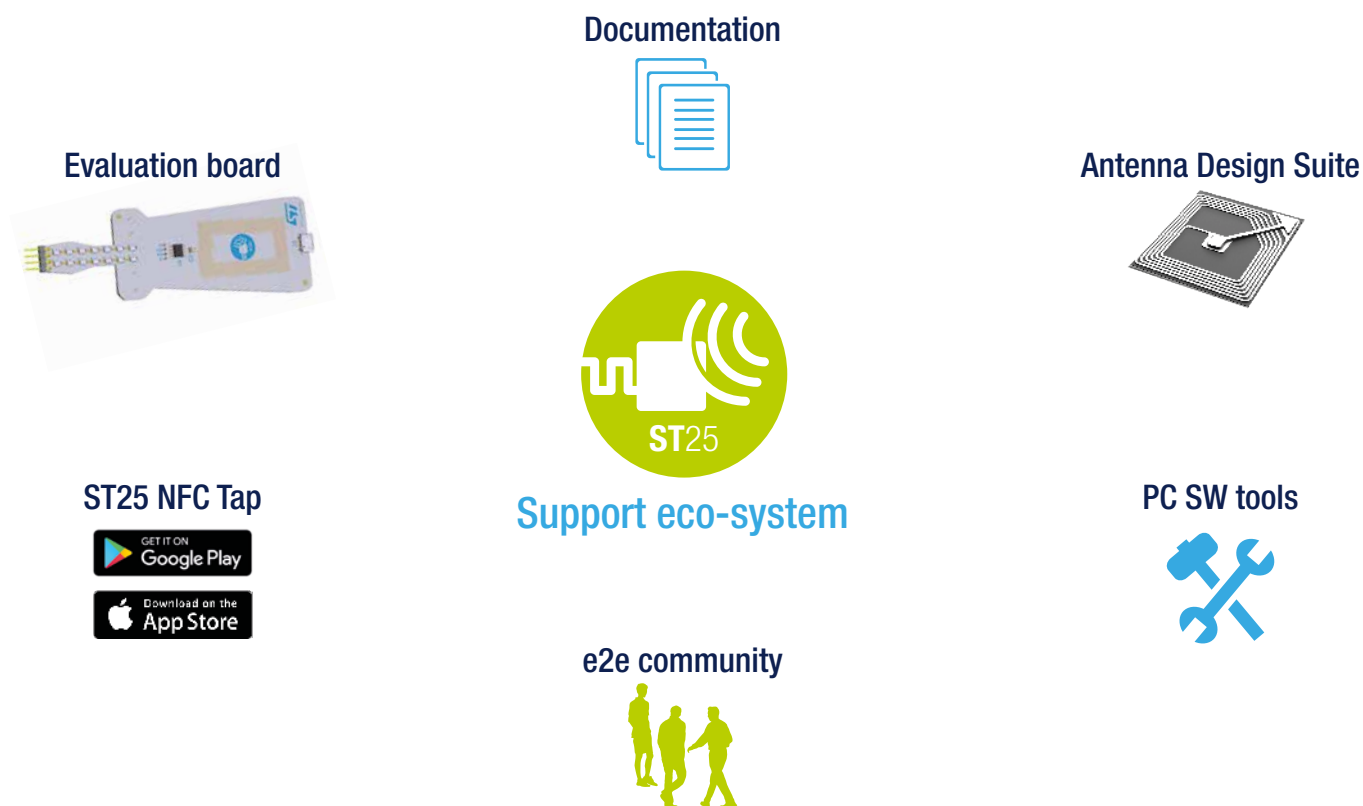 Documentation
Evaluation board
Antenna Design Suite
ST25
Support eco-system
ST25 NFC Tap
GET IT ON
Google Play
Download on the
App Store
PC SW tools
e2e community